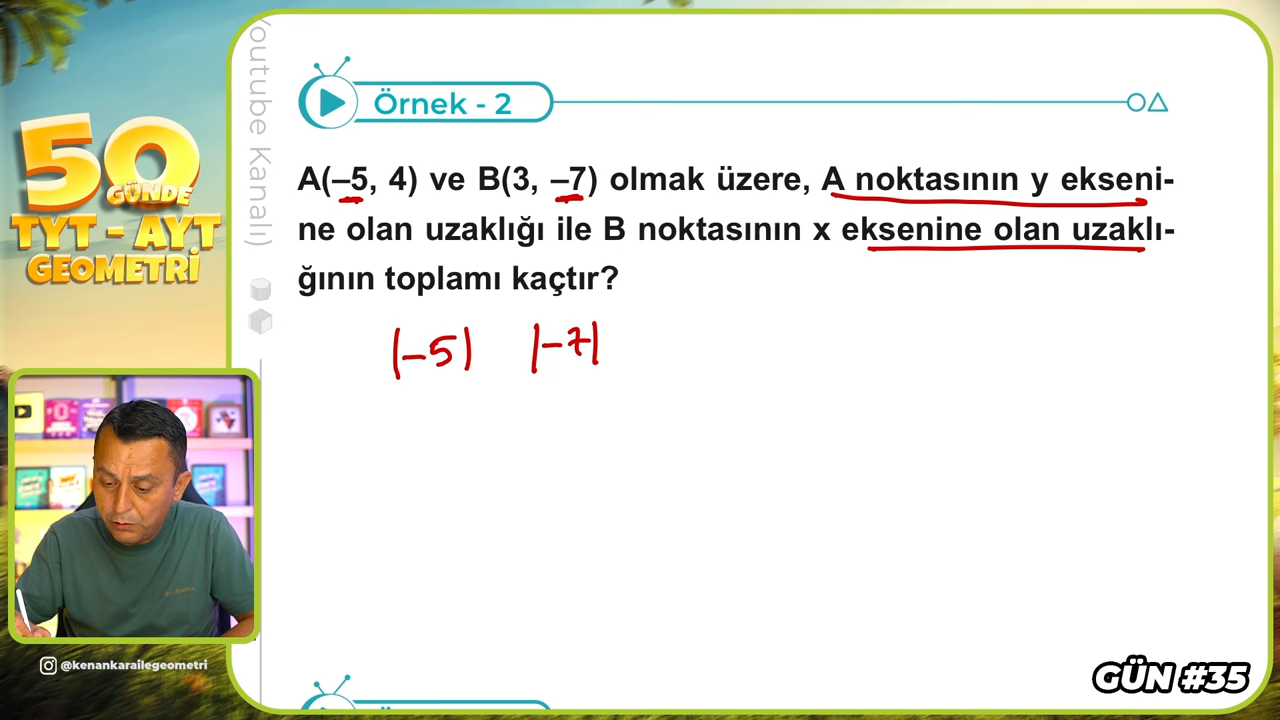 50
GÜNDE
TYT - AYT
GEOMETRİ
Youtube Kanalı)
Örnek - 2
A(–5, 4) ve B(3, –7) olmak üzere, A noktasının y ekseni-
ne olan uzaklığı ile B noktasının x eksenine olan uzaklı-
ğının toplamı kaçtır?
|-5| |-7|
@kenankarailegeometri
GÜN #35